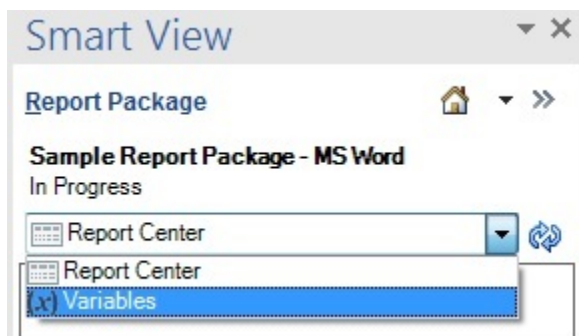 Smart View
Report Package
Sample Report Package - MS Word
In Progress
Report Center
Report Center
(x) Variables